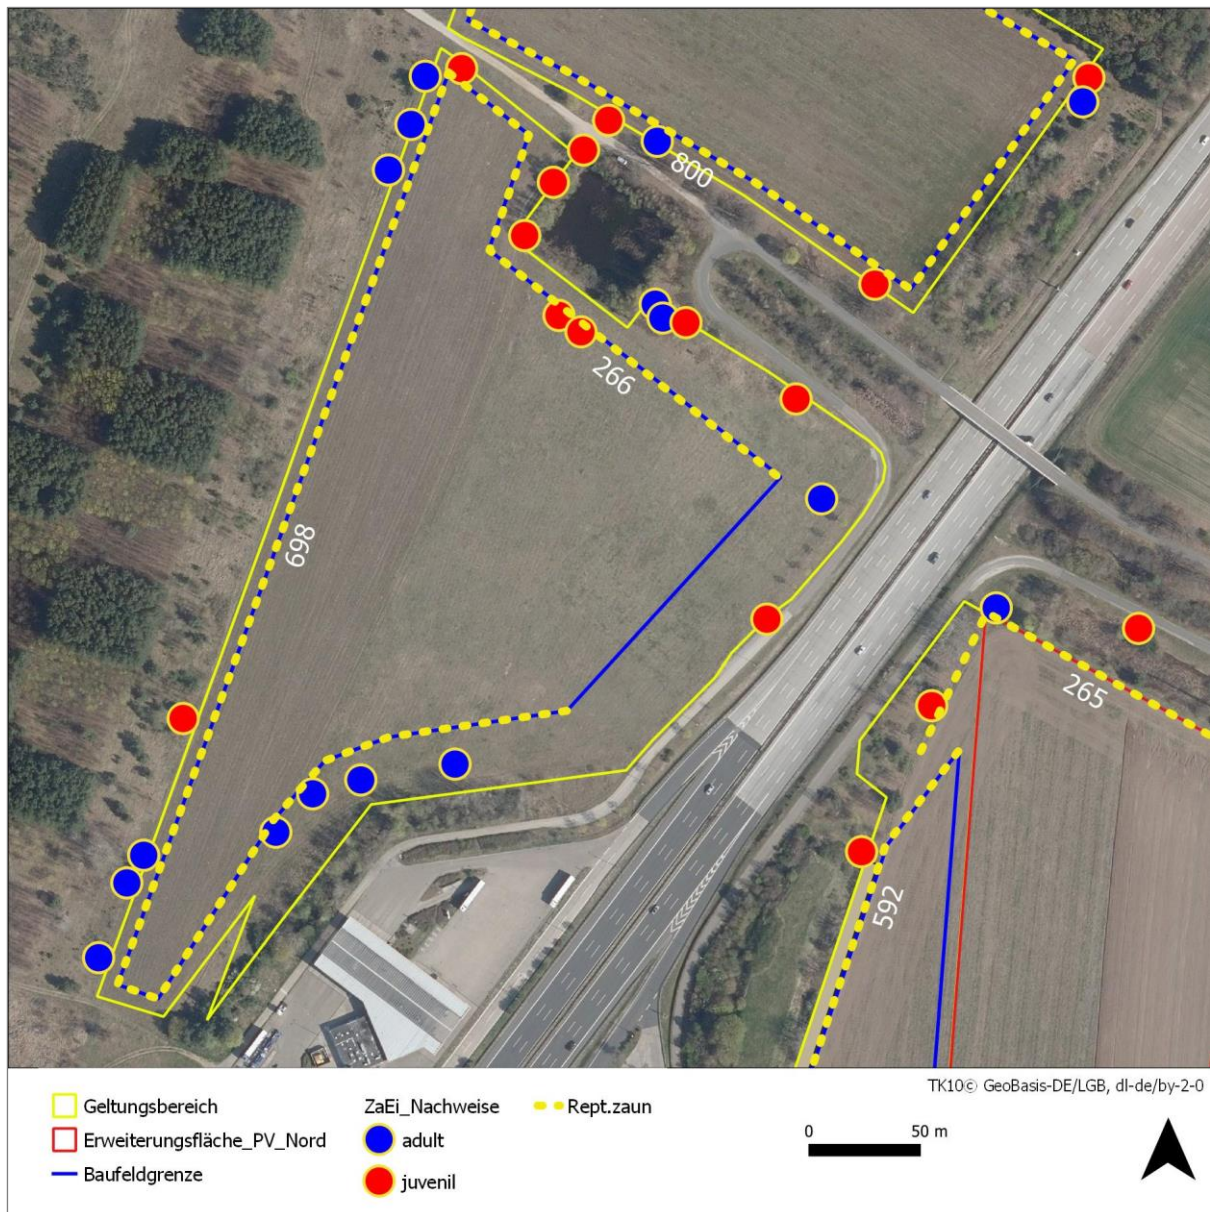 800
266
698
265
592
TK10© GeoBasis-DE/LGB, dl-de/by-2-0
Geltungsbereich
Erweiterungsfläche_PV_Nord
Baufeldgrenze
ZaEi_Nachweise
adult
juvenil
Rept.zaun
0 50 m